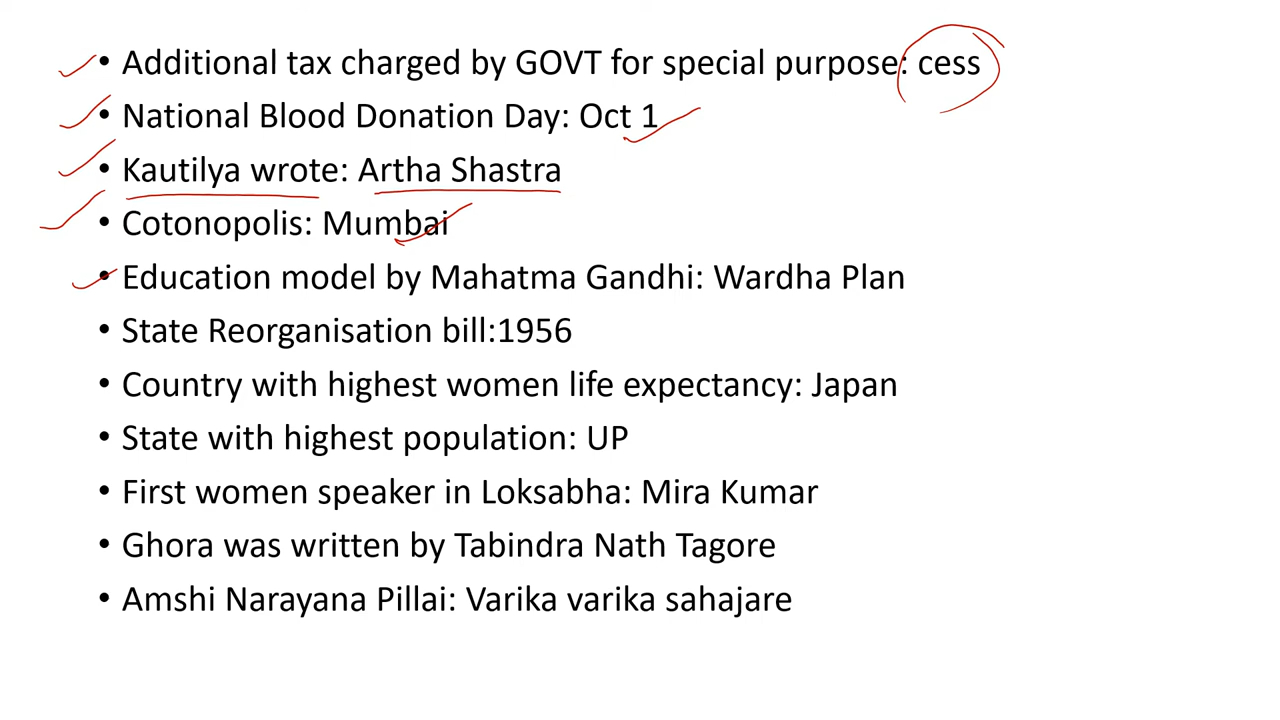 • Additional tax charged by GOVT for special purpose: cess
• National Blood Donation Day: Oct 1
• Kautilya wrote: Artha Shastra
• Cotonopolis: Mumbai
• Education model by Mahatma Gandhi: Wardha Plan
• State Reorganisation bill:1956
• Country with highest women life expectancy: Japan
• State with highest population: UP
• First women speaker in Loksabha: Mira Kumar
• Ghora was written by Tabindra Nath Tagore
• Amshi Narayana Pillai: Varika varika sahajare